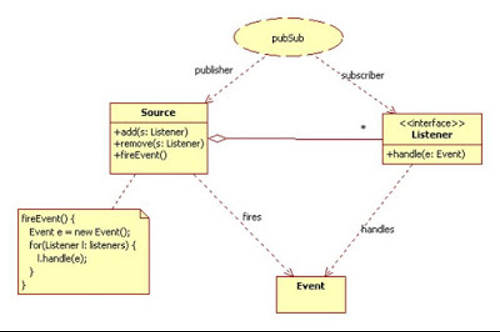 pubSub
publisher
subscriber
Source
+add(s: Listener)
+remove(s: Listener)
+fireEvent()
*
<<interface>>
Listener
+handle(e: Event)
fireEvent() {
Event e = new Event();
for(Listener l: listeners) {
l.handle(e);
}
}
fires
handles
Event